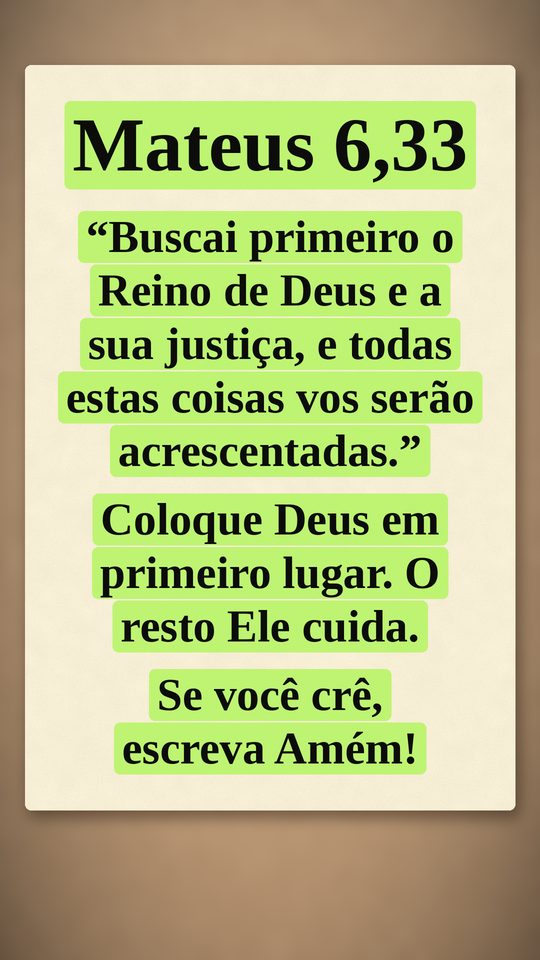 Mateus 6,33
“Buscai primeiro o
Reino de Deus e a
sua justiça, e todas
estas coisas vos serão
acrescentadas.”
Coloque Deus em
primeiro lugar. O
resto Ele cuida.
Se você crê,
escreva Amém!